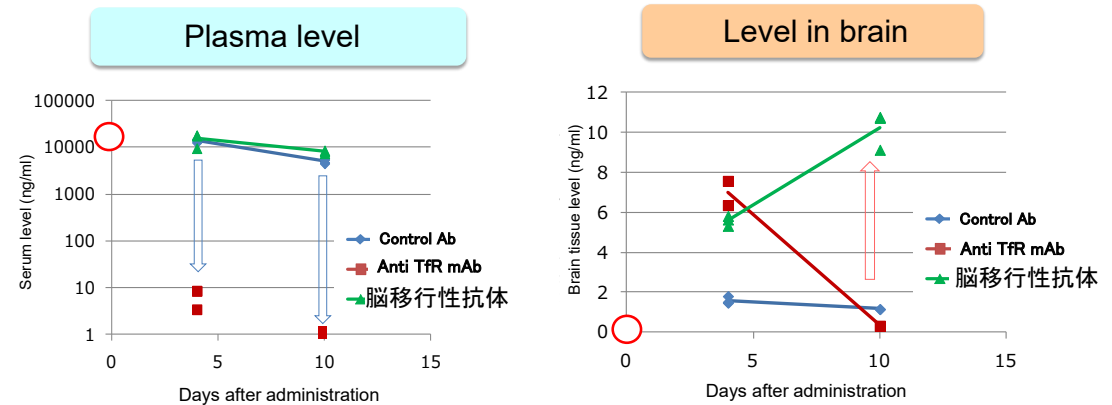 Plasma level
Level in brain
Serum level (ng/ml)
100000
10000
1000
100
10
1
0
5
10
15
Days after administration
Control Ab
Anti TfR mAb
脳移行性抗体
Brain tissue level (ng/ml)
12
10
8
6
4
2
0
0
5
10
15
Days after administration
Control Ab
Anti TfR mAb
脳移行性抗体